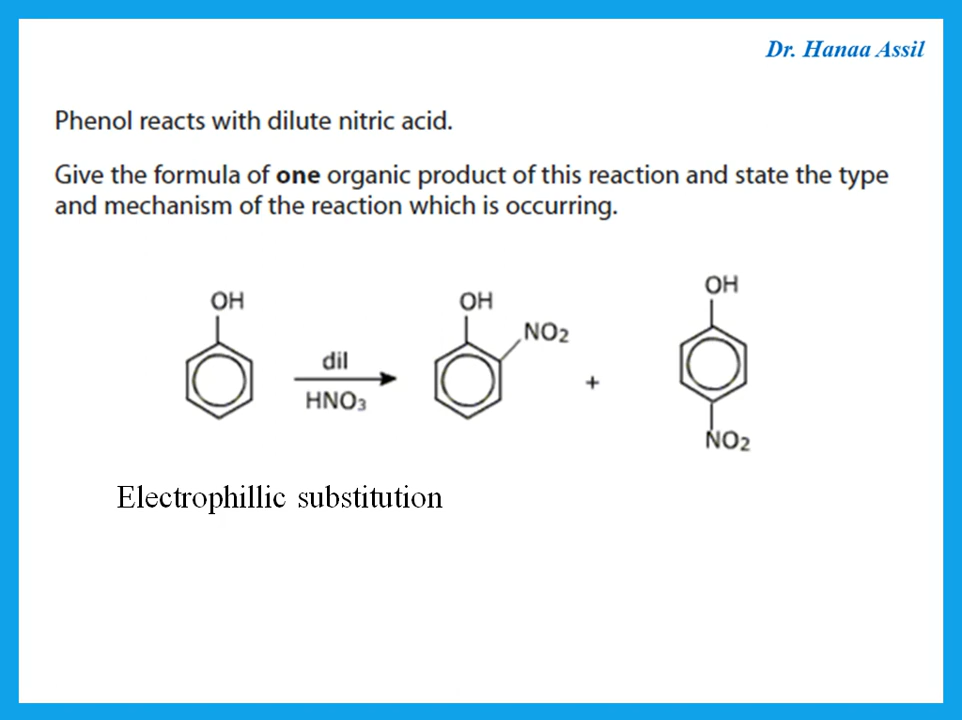 Dr. Hanaa Assil
Phenol reacts with dilute nitric acid.
Give the formula of one organic product of this reaction and state the type
and mechanism of the reaction which is occurring.
OH
dil
HNO₃
OH
NO₂
+
OH
NO₂
Electrophillic substitution